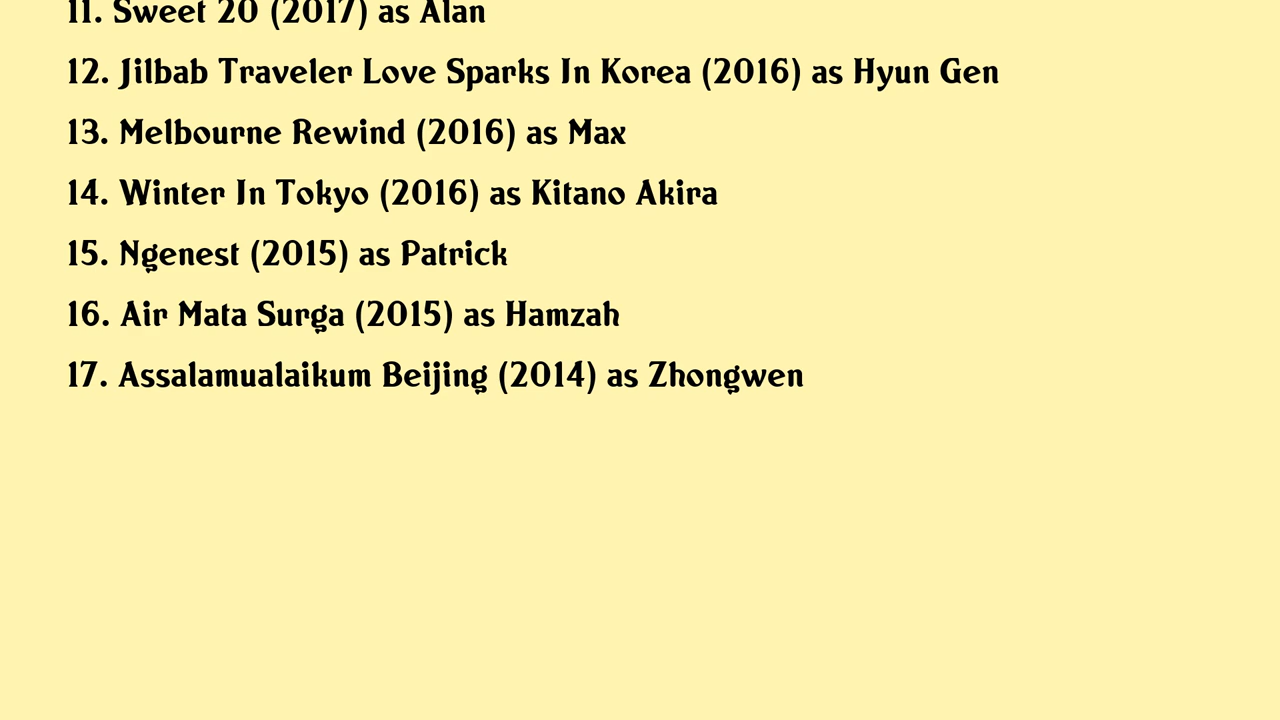 11. Sweet 20 (2017) as Alan
12. Jilbab Traveler Love Sparks In Korea (2016) as Hyun Gen
13. Melbourne Rewind (2016) as Max
14. Winter In Tokyo (2016) as Kitano Akira
15. Ngenest (2015) as Patrick
16. Air Mata Surga (2015) as Hamzah
17. Assalamualaikum Beijing (2014) as Zhongwen